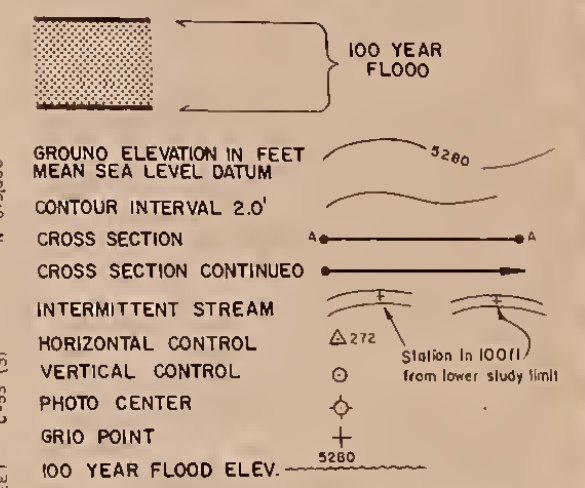 100 YEAR
FLOOD
GROUND ELEVATION IN FEET
MEAN SEA LEVEL DATUM
5280
CONTOUR INTERVAL 2.0'
CROSS SECTION A A
CROSS SECTION CONTINUED
INTERMITTENT STREAM
HORIZONTAL CONTROL 272
Station in 100ft
from lower study limit
VERTICAL CONTROL
PHOTO CENTER
GRID POINT
5280
100 YEAR FLOOD ELEV.